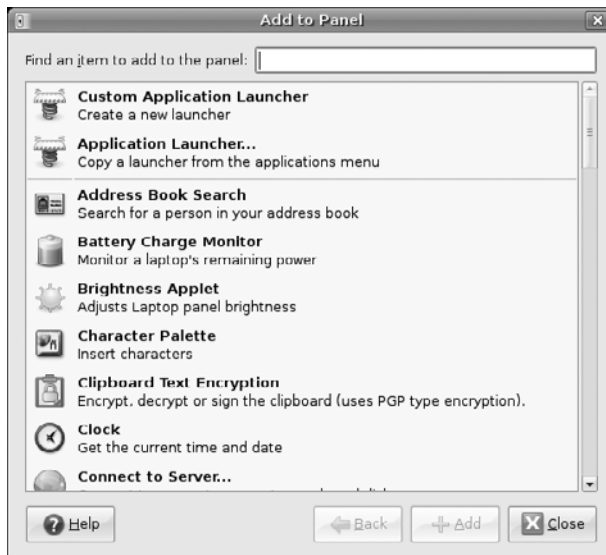 Add to Panel
Find an item to add to the panel:
Custom Application Launcher
Create a new launcher
Application Launcher...
Copy a launcher from the applications menu
Address Book Search
Search for a person in your address book
Battery Charge Monitor
Monitor a laptop's remaining power
Brightness Applet
Adjusts Laptop panel brightness
Character Palette
Insert characters
Clipboard Text Encryption
Encrypt, decrypt or sign the clipboard (uses PGP type encryption).
Clock
Get the current time and date
Connect to Server...
Help Back Add Close